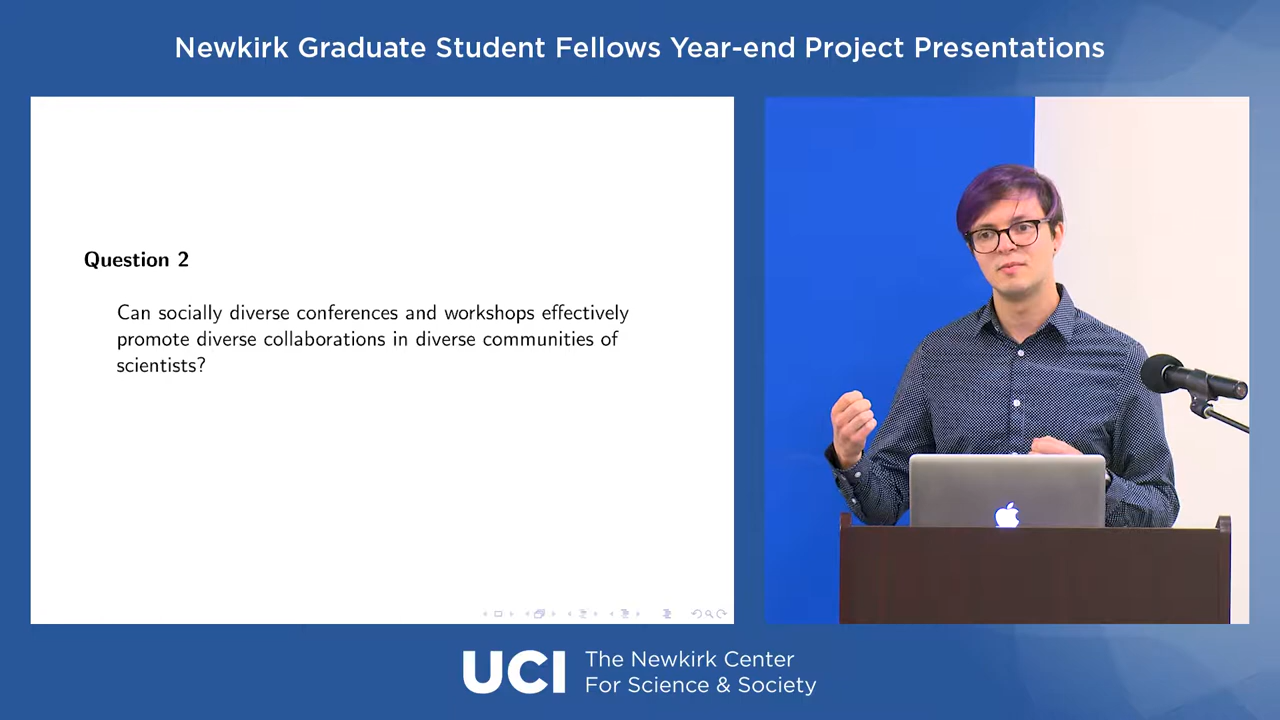 Newkirk Graduate Student Fellows Year-end Project Presentations
Question 2
Can socially diverse conferences and workshops effectively
promote diverse collaborations in diverse communities of
scientists?
UCI
The Newkirk Center
For Science & Society